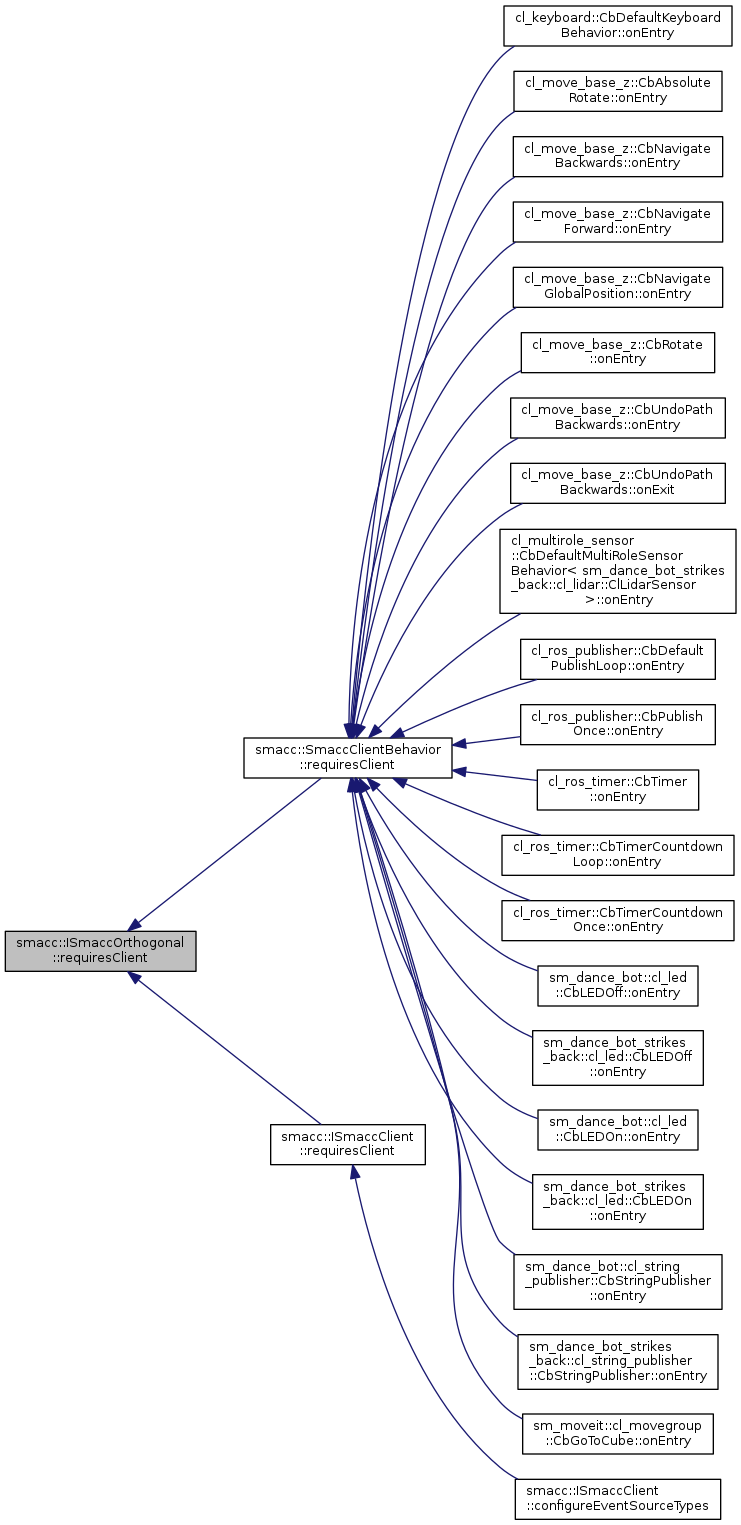 cl_keyboard::CbDefaultKeyboard
Behavior::onEntry
cl_move_base_z::CbAbsolute
Rotate::onEntry
cl_move_base_z::CbNavigate
Backwards::onEntry
cl_move_base_z::CbNavigate
Forward::onEntry
cl_move_base_z::CbNavigate
GlobalPosition::onEntry
cl_move_base_z::CbRotate
::onEntry
cl_move_base_z::CbUndoPath
Backwards::onEntry
cl_move_base_z::CbUndoPath
Backwards::onExit
cl_multirole_sensor
::CbDefaultMultiRoleSensor
Behavior< sm_dance_bot_strikes
_back::cl_lidar::ClLidarSensor
>::onEntry
cl_ros_publisher::CbDefault
PublishLoop::onEntry
cl_ros_publisher::CbPublish
Once::onEntry
smacc::SmaccClientBehavior
::requiresClient
cl_ros_timer::CbTimer
::onEntry
cl_ros_timer::CbTimerCountdown
Loop::onEntry
cl_ros_timer::CbTimerCountdown
Once::onEntry
smacc::ISmaccOrthogonal
::requiresClient
sm_dance_bot::cl_led
::CbLEDOff::onEntry
sm_dance_bot_strikes
_back::cl_led::CbLEDOff
::onEntry
sm_dance_bot::cl_led
::CbLEDOn::onEntry
smacc::ISmaccClient
::requiresClient
sm_dance_bot_strikes
_back::cl_led::CbLEDOn
::onEntry
sm_dance_bot::cl_string
_publisher::CbStringPublisher
::onEntry
sm_dance_bot_strikes
_back::cl_string_publisher
::CbStringPublisher::onEntry
sm_moveit::cl_movegroup
::CbGoToCube::onEntry
smacc::ISmaccClient
::configureEventSourceTypes